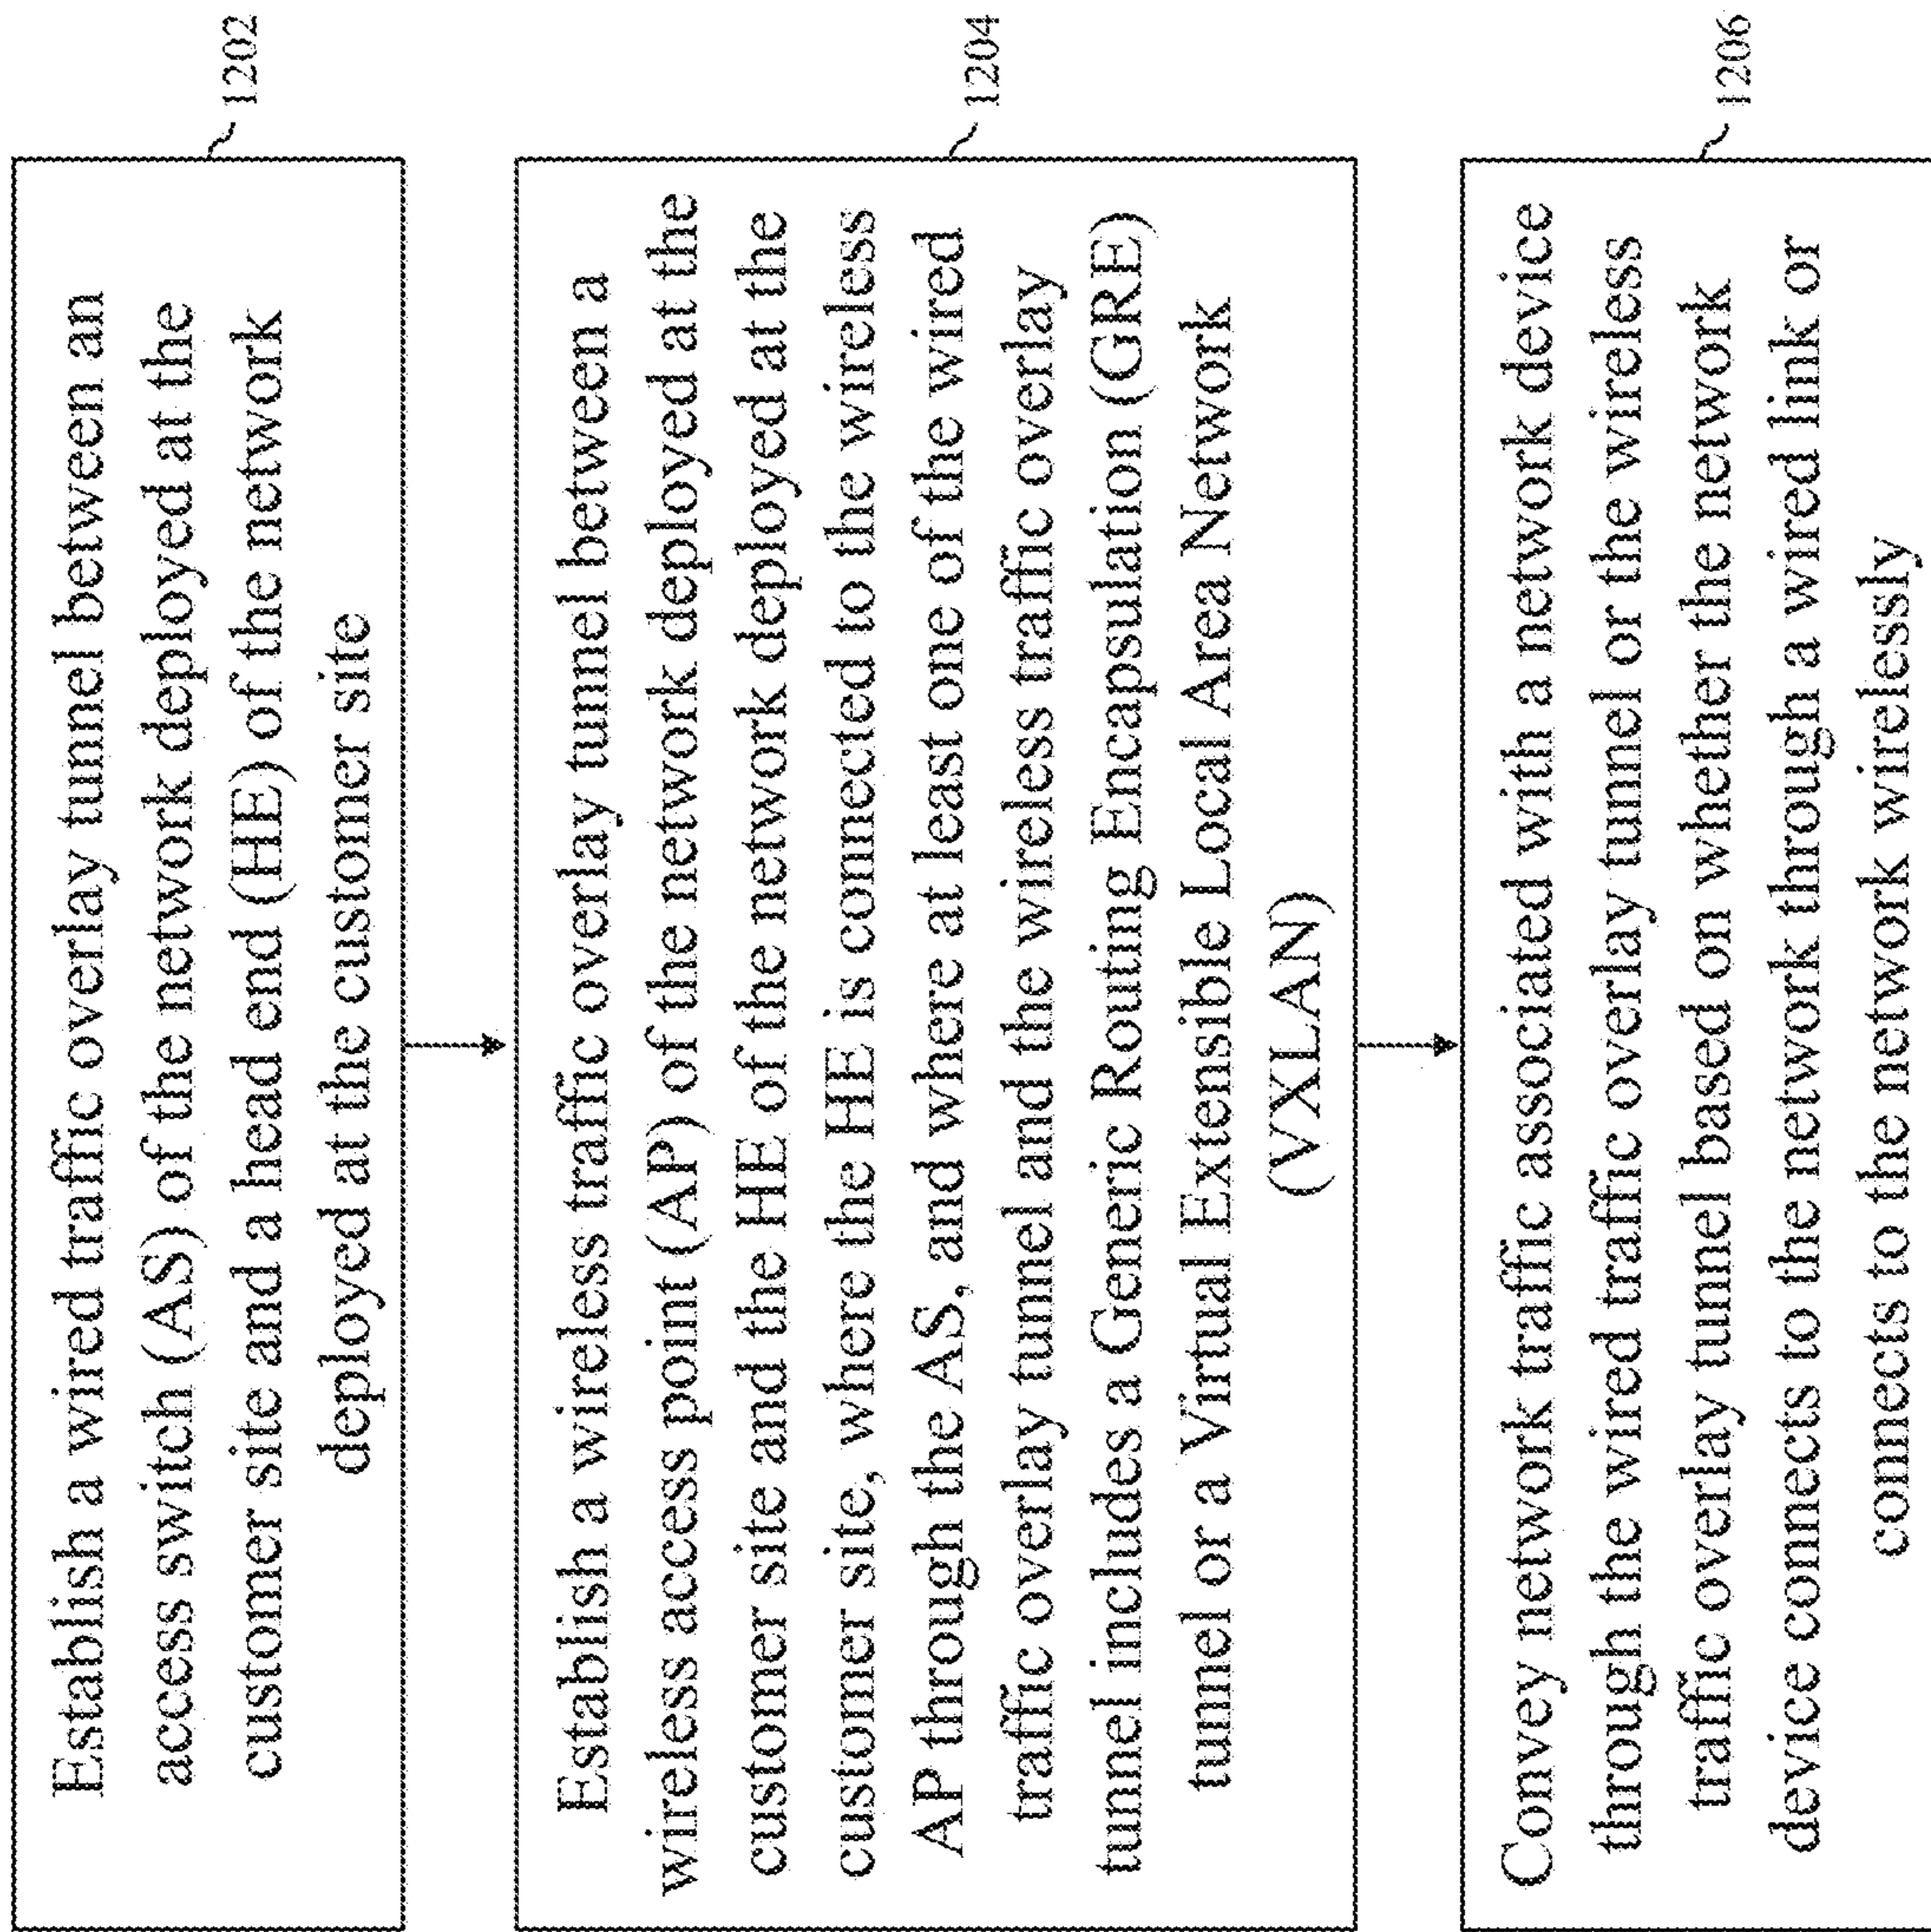 Establish a wired traffic overlay tunnel between an
access switch (AS) of the network deployed at the
customer site and a head end (HE) of the network
deployed at the customer site
1202
Establish a wireless traffic overlay tunnel between a
wireless access point (AP) of the network deployed at the
customer site and the HE of the network deployed at the
customer site, where the HE is connected to the wireless
AP through the AS, and where at least one of the wired
traffic overlay tunnel and the wireless traffic overlay
tunnel includes a Generic Routing Encapsulation (GRE)
tunnel or a Virtual Extensible Local Area Network
(VXLAN)
1204
Convey network traffic associated with a network device
through the wired traffic overlay tunnel or the wireless
traffic overlay tunnel based on whether the network
device connects to the network through a wired link or
connects to the network wirelessly
1206